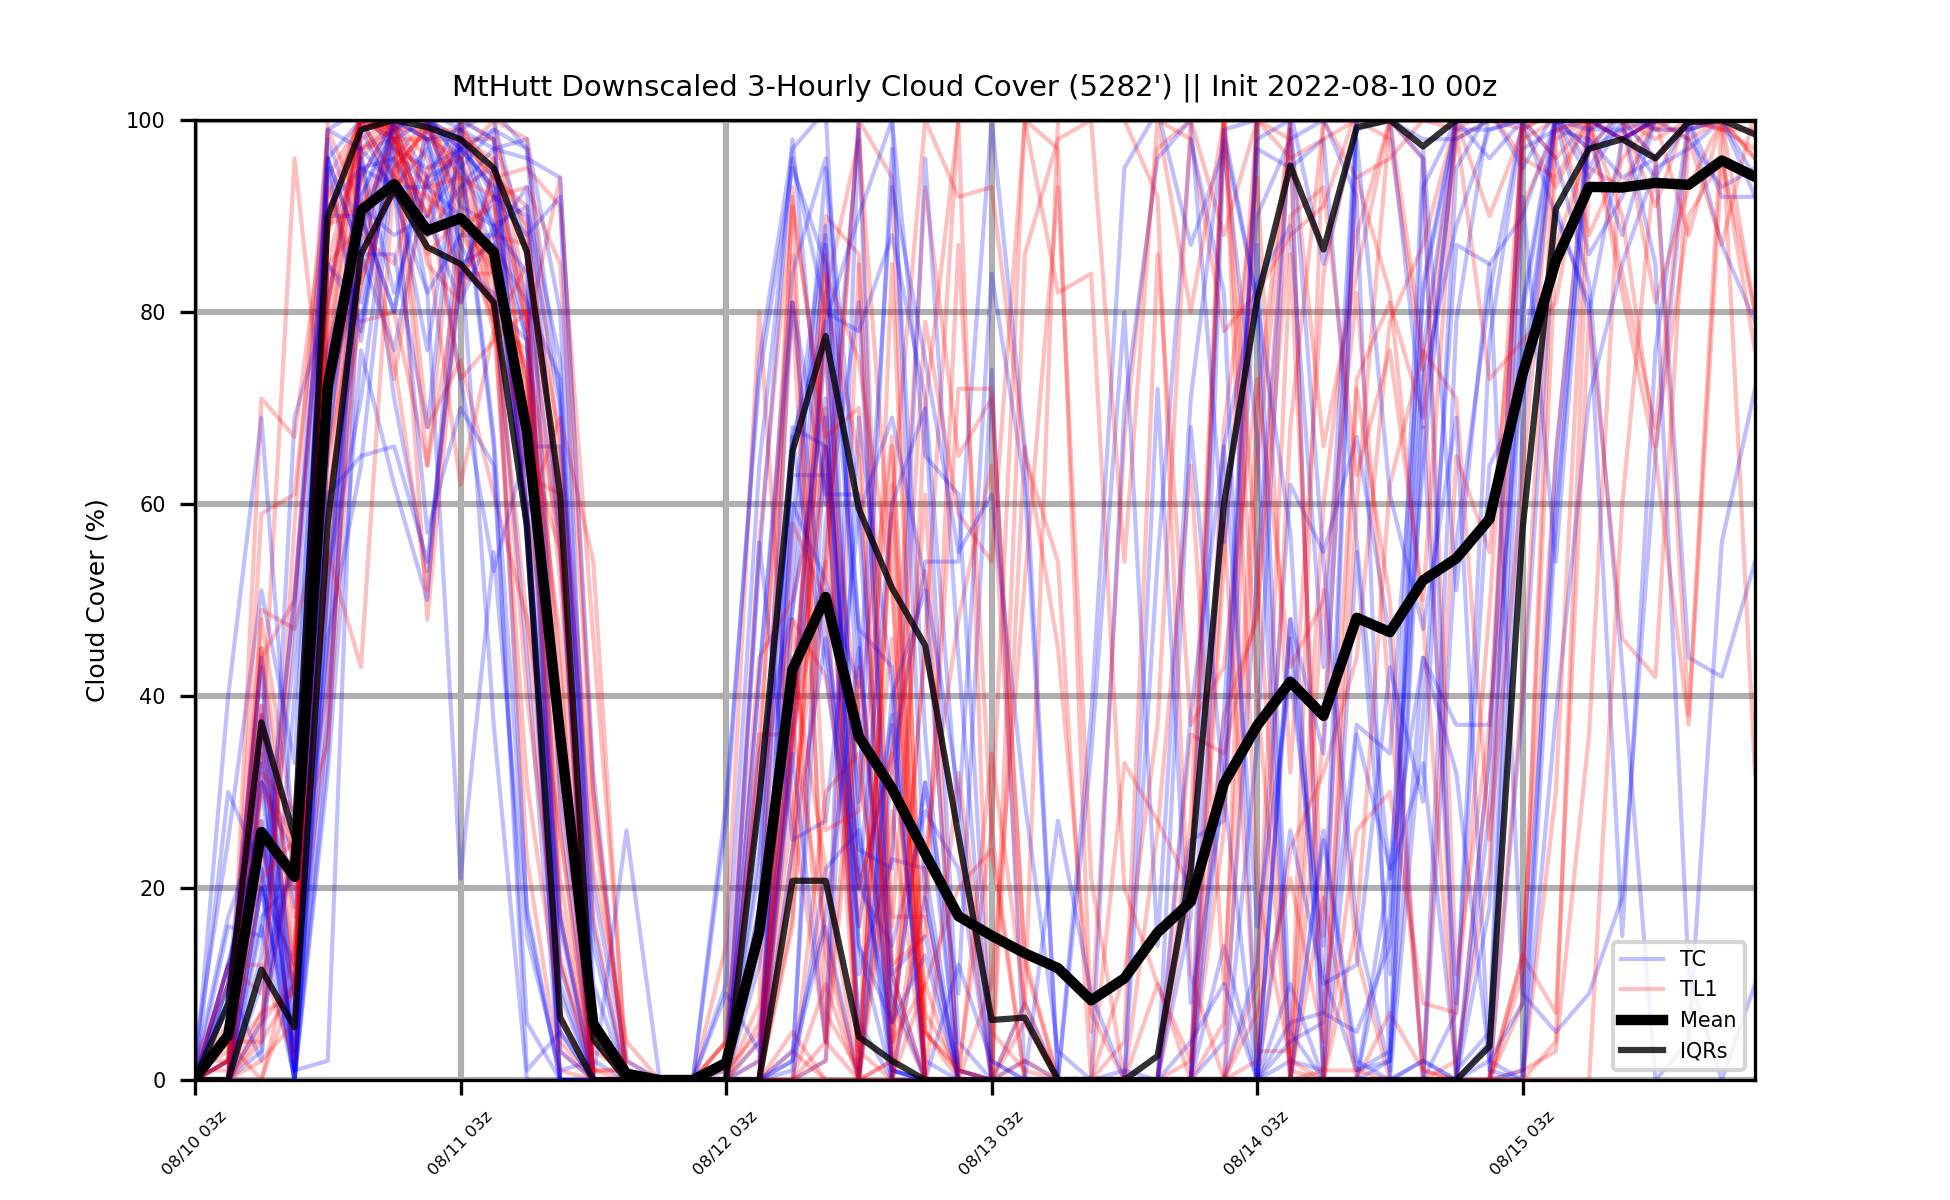 MtHutt Downscaled 3-Hourly Cloud Cover (5282') || Init 2022-08-10 00z
Cloud Cover (%)
100
80
60
40
20
0
08/10 03z
08/11 03z
08/12 03z
08/13 03z
08/14 03z
08/15 03z
TC
TL1
Mean
IQRs